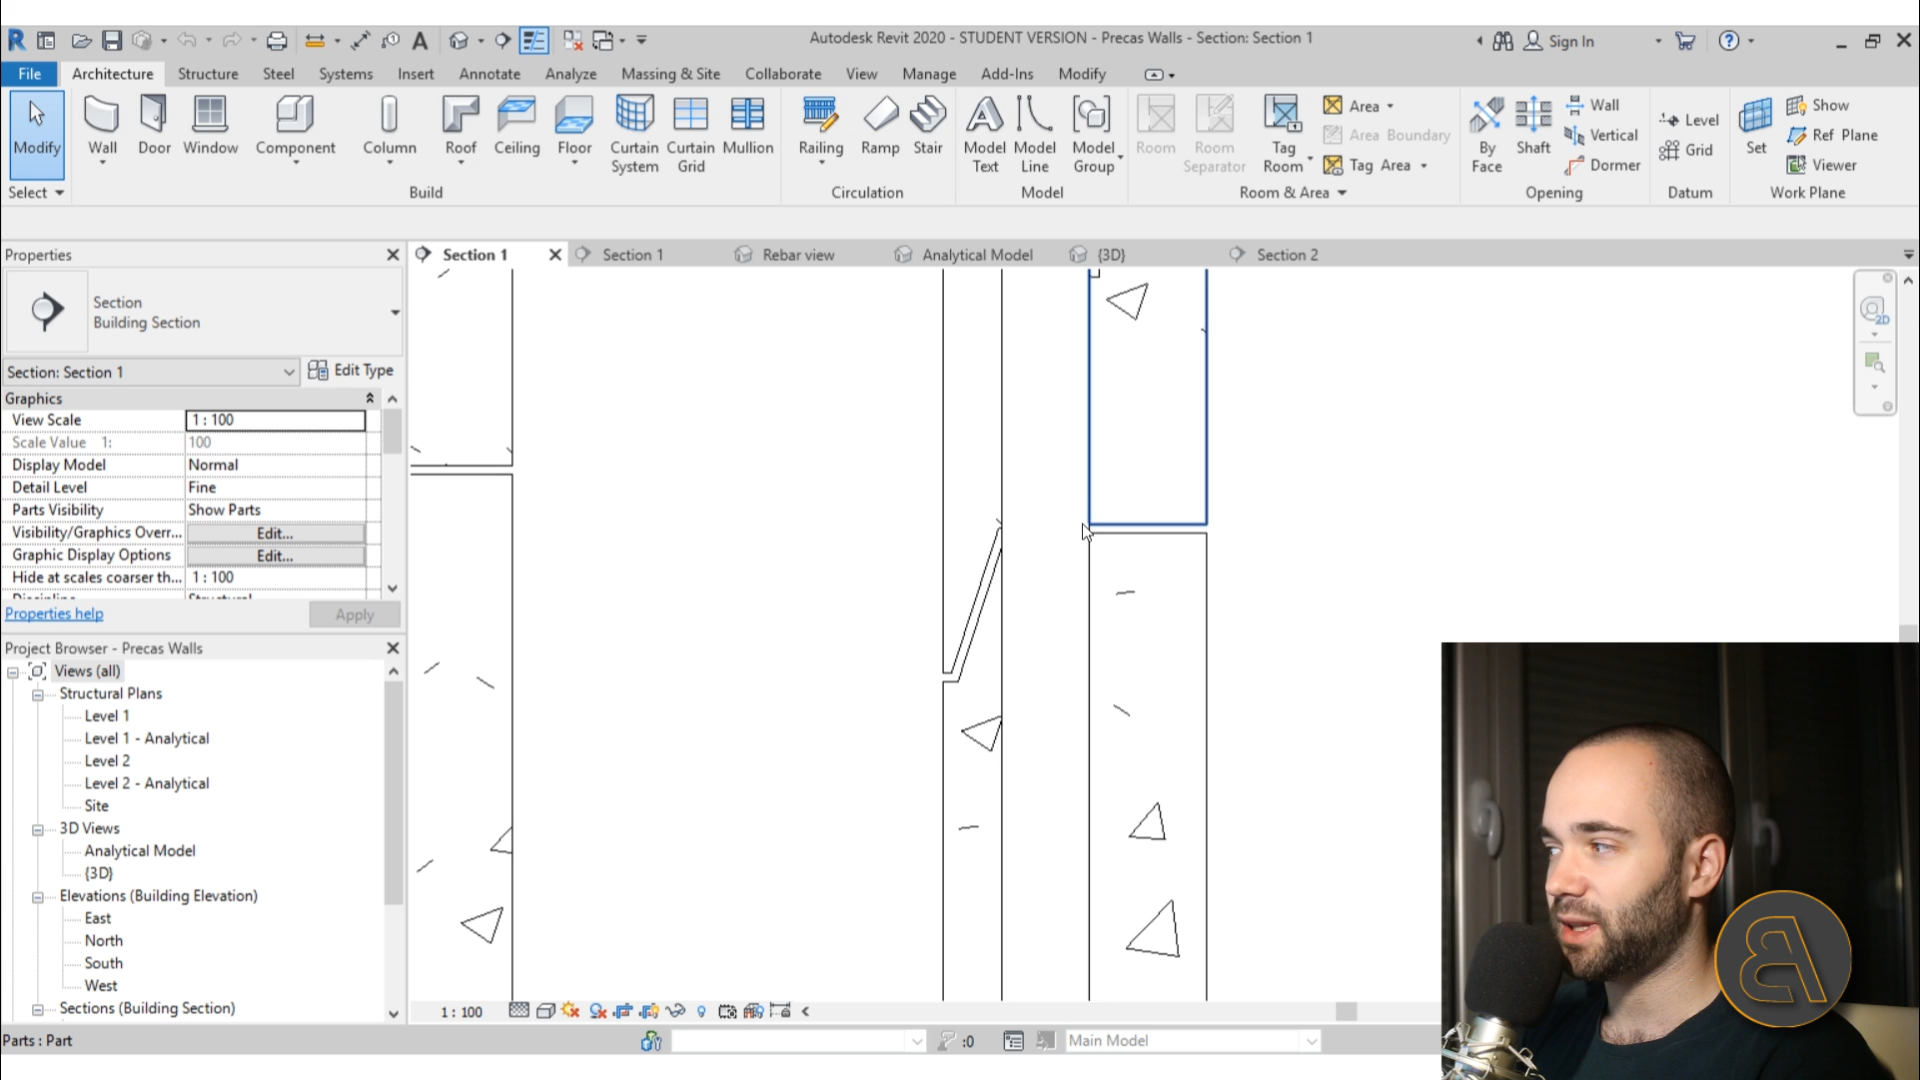 Autodesk Revit 2020 - STUDENT VERSION - Precas Walls - Section: Section 1
Sign In
File Architecture Structure Steel Systems Insert Annotate Analyze Massing & Site Collaborate View Manage Add-Ins Modify
Modify Wall Door Window Component Column Roof Ceiling Floor Curtain System Curtain Grid Mullion Railing Ramp Stair Model Text Model Line Model Group Room Room Separator Tag Room Area Area Boundary Tag Area By Face Shaft Wall Vertical Dormer Level Grid Set Show Ref Plane Viewer
Select Build Circulation Model Room & Area Opening Datum Work Plane
Properties
Section 1 Section 1 Rebar view Analytical Model {3D} Section 2
Section
Building Section
2D
Section: Section 1 Edit Type
Graphics
View Scale 1 : 100
Scale Value 1: 100
Display Model Normal
Detail Level Fine
Parts Visibility Show Parts
Visibility/Graphics Overr... Edit...
Graphic Display Options Edit...
Hide at scales coarser th... 1 : 100
Discipline Structural
Properties help Apply
Project Browser - Precas Walls
Views (all)
Structural Plans
Level 1
Level 1 - Analytical
Level 2
Level 2 - Analytical
Site
3D Views
Analytical Model
{3D}
Elevations (Building Elevation)
East
North
South
West
Sections (Building Section)
1 : 100
Parts : Part
:0
Main Model